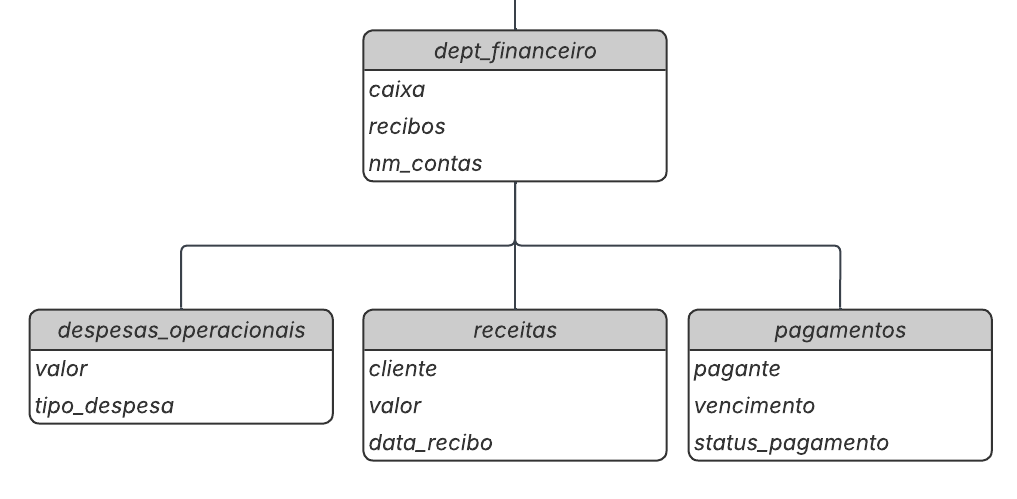 dept_financeiro
caixa
recibos
nm_contas
despesas_operacionais
valor
tipo_despesa
receitas
cliente
valor
data_recibo
pagamentos
pagante
vencimento
status_pagamento